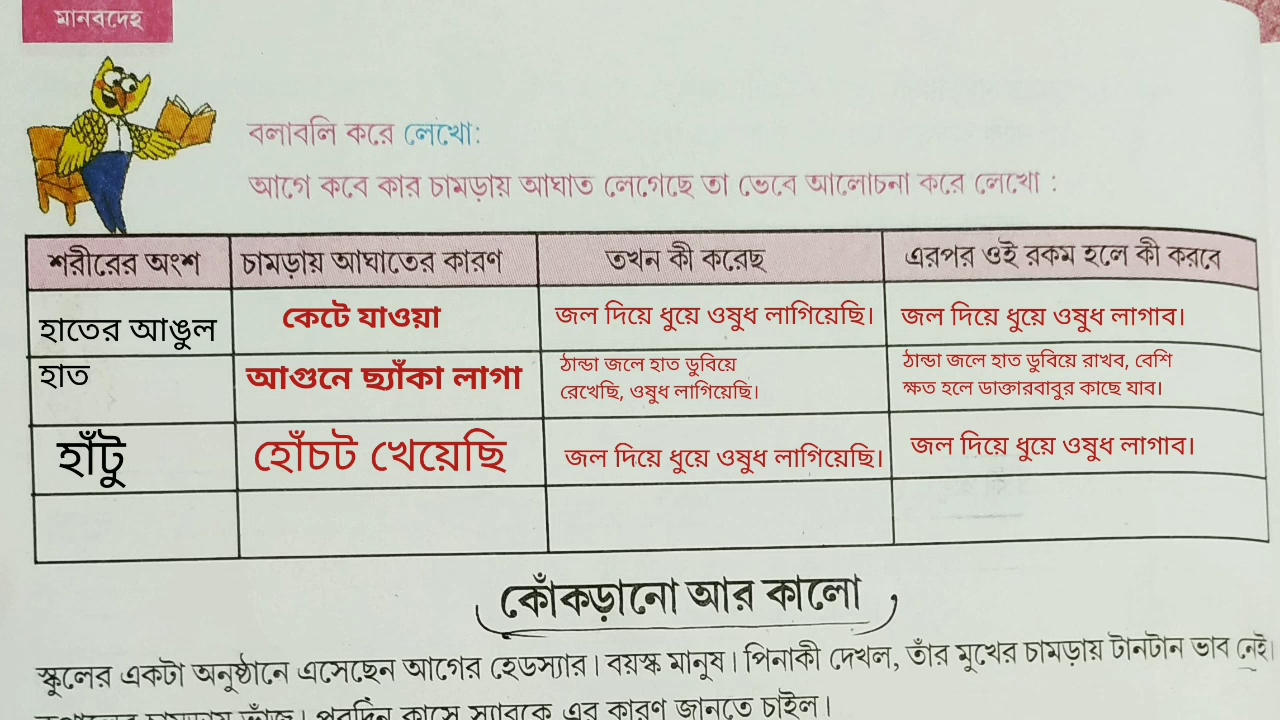 মানবদেহ
বলাবলি করে লেখো:
আগে কবে কার চামড়ায় আঘাত লেগেছে তা ভেবে আলোচনা করে লেখো :
শরীরের অংশ চামড়ায় আঘাতের কারণ তখন কী করেছ এরপর ওই রকম হলে কী করবে
হাতের আঙুল কেটে যাওয়া জল দিয়ে ধুয়ে ওষুধ লাগিয়েছি। জল দিয়ে ধুয়ে ওষুধ লাগাব।
হাত আগুনে ছ্যাঁকা লাগা ঠান্ডা জলে হাত ডুবিয়ে
রেখেছি, ওষুধ লাগিয়েছি। ঠান্ডা জলে হাত ডুবিয়ে রাখব, বেশি
ক্ষত হলে ডাক্তারবাবুর কাছে যাব।
হাঁটু হোঁচট খেয়েছি জল দিয়ে ধুয়ে ওষুধ লাগিয়েছি। জল দিয়ে ধুয়ে ওষুধ লাগাব।
কোঁকড়ানো আর কালো
স্কুলের একটা অনুষ্ঠানে এসেছেন আগের হেডস্যার। বয়স্ক মানুষ। পিনাকী দেখল, তাঁর মুখের চামড়ায় টানটান ভাব নেই।
চামড়ায় ভাঁজ। পরদিন ক্লাসে স্যারকে এর কারণ জানতে চাইল।